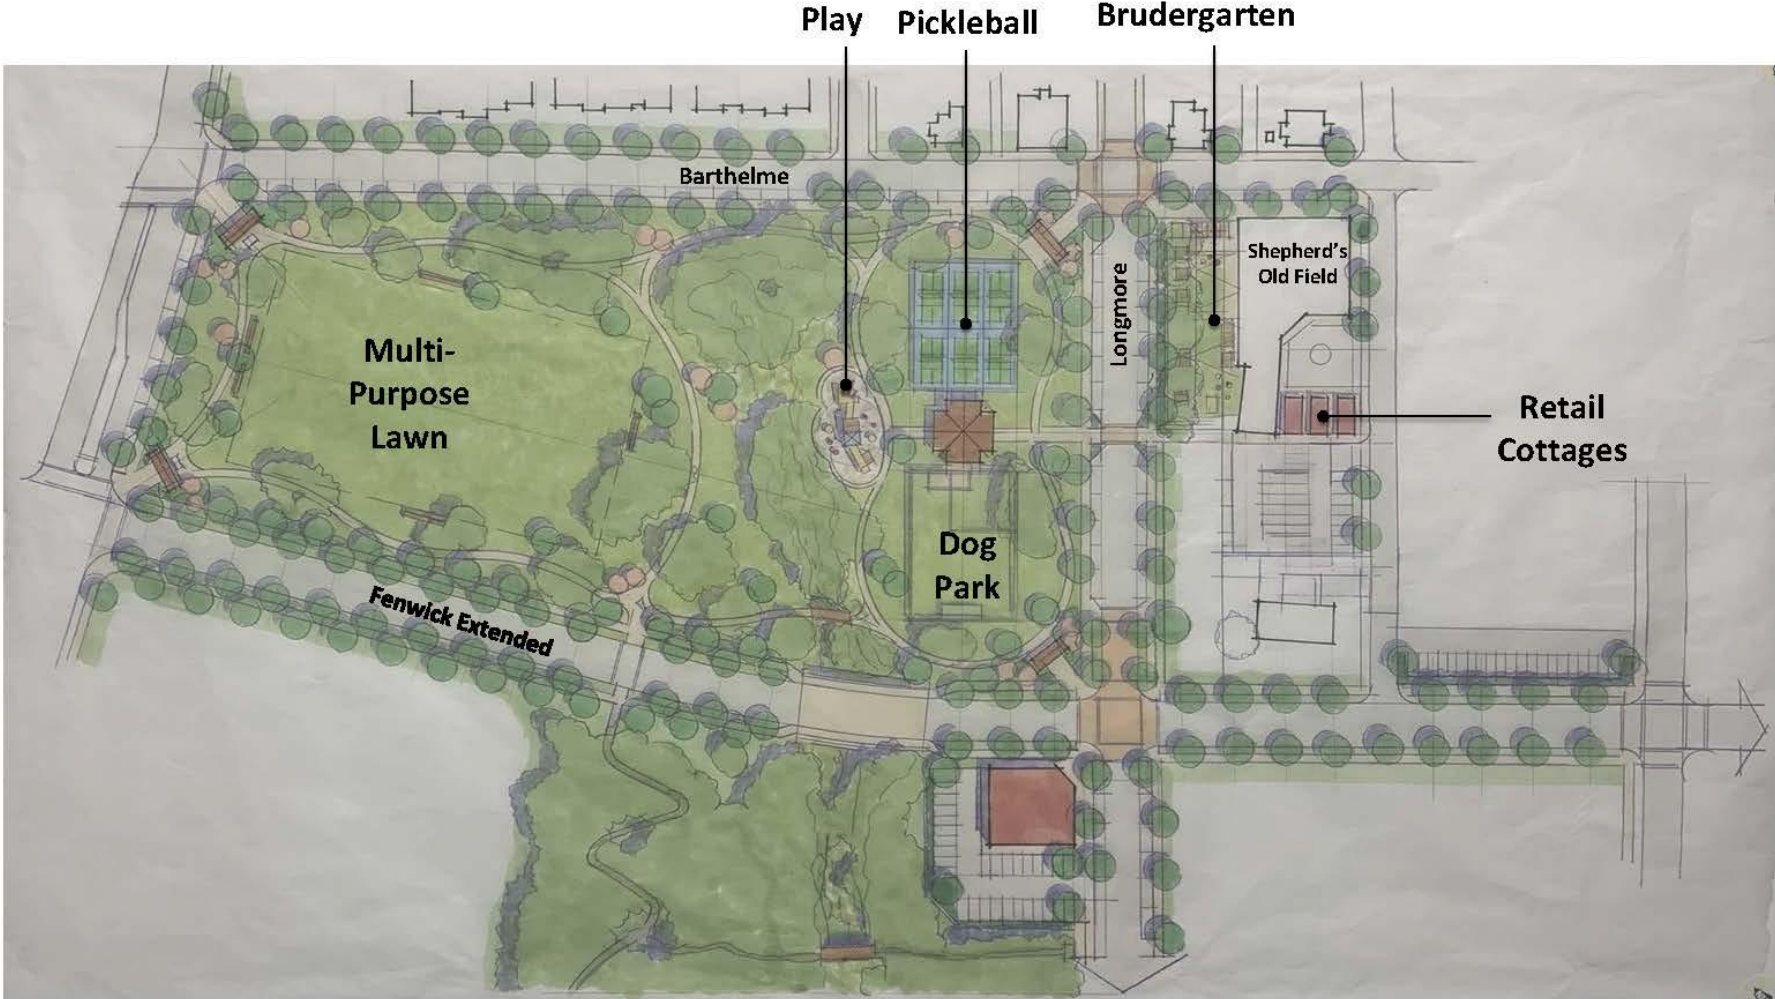 Play
Pickleball
Brudergarten
Barthelme
Shepherd's
Old Field
Longmore
Multi-
Purpose
Lawn
Retail
Cottages
Dog
Park
Fenwick Extended